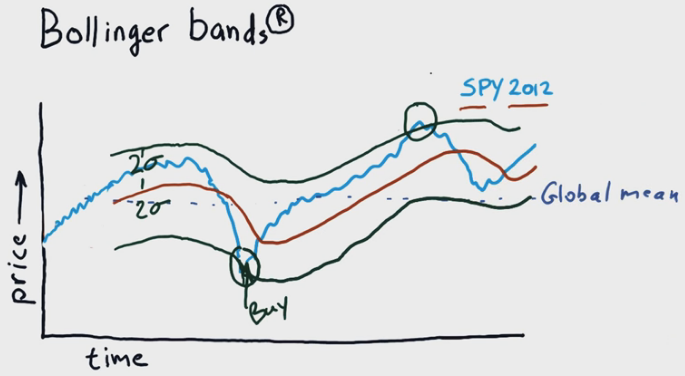 Bollinger bands®
SPY 2012
2σ
2σ
Global mean
price
Buy
time